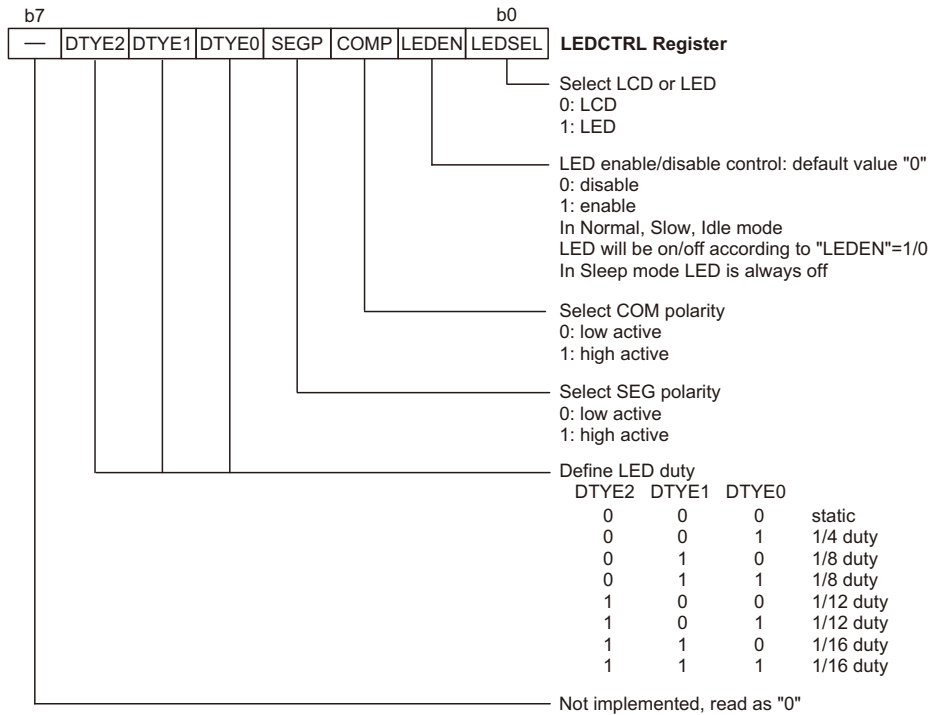 b7 b0
— DTYE2 DTYE1 DTYE0 SEGP COMP LEDEN LEDSEL LEDCTRL Register
Select LCD or LED
0: LCD
1: LED
LED enable/disable control: default value "0"
0: disable
1: enable
In Normal, Slow, Idle mode
LED will be on/off according to "LEDEN"=1/0
In Sleep mode LED is always off
Select COM polarity
0: low active
1: high active
Select SEG polarity
0: low active
1: high active
Define LED duty
DTYE2 DTYE1 DTYE0
0 0 0 static
0 0 1 1/4 duty
0 1 0 1/8 duty
0 1 1 1/8 duty
1 0 0 1/12 duty
1 0 1 1/12 duty
1 1 0 1/16 duty
1 1 1 1/16 duty
Not implemented, read as "0"